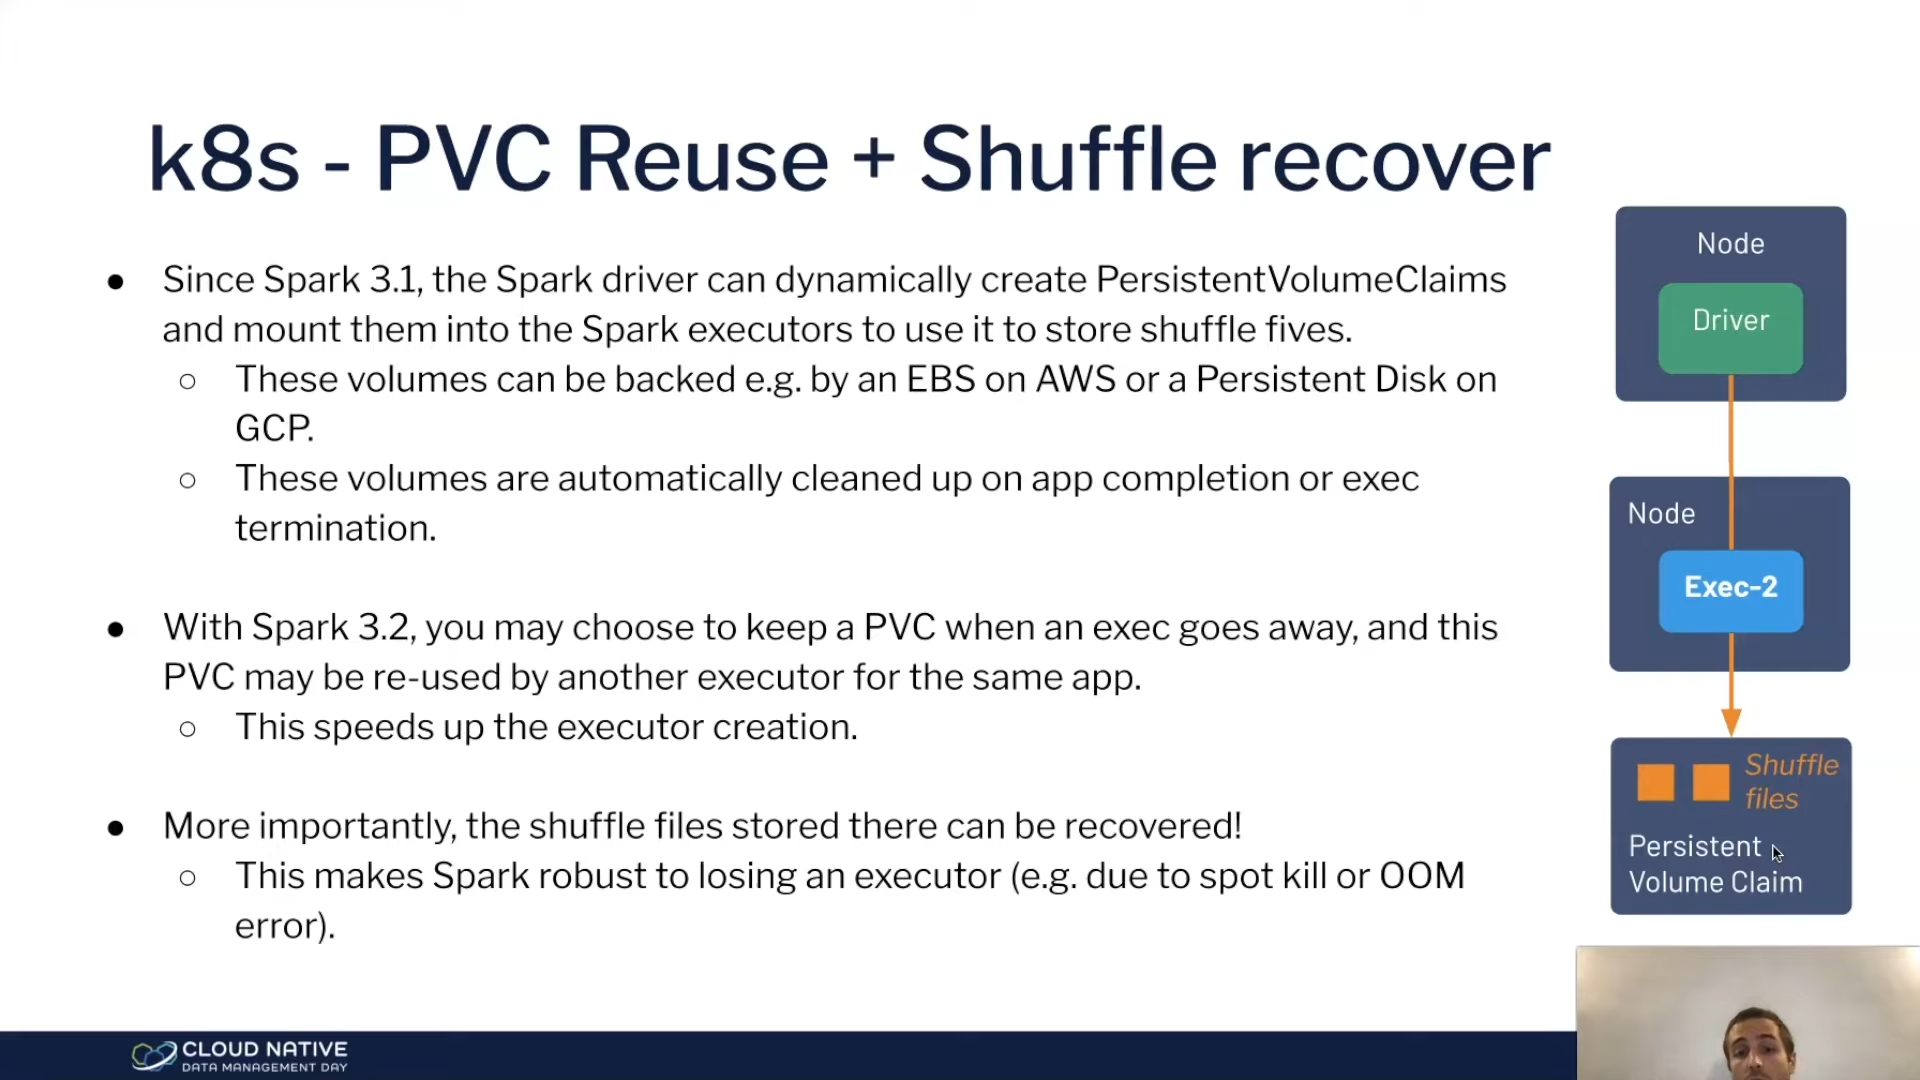 k8s - PVC Reuse + Shuffle recover
● Since Spark 3.1, the Spark driver can dynamically create PersistentVolumeClaims
and mount them into the Spark executors to use it to store shuffle fives.
○ These volumes can be backed e.g. by an EBS on AWS or a Persistent Disk on
GCP.
○ These volumes are automatically cleaned up on app completion or exec
termination.
● With Spark 3.2, you may choose to keep a PVC when an exec goes away, and this
PVC may be re-used by another executor for the same app.
○ This speeds up the executor creation.
● More importantly, the shuffle files stored there can be recovered!
○ This makes Spark robust to losing an executor (e.g. due to spot kill or OOM
error).
Node
Driver
Node
Exec-2
Shuffle
files
Persistent
Volume Claim
CLOUD NATIVE
DATA MANAGEMENT DAY